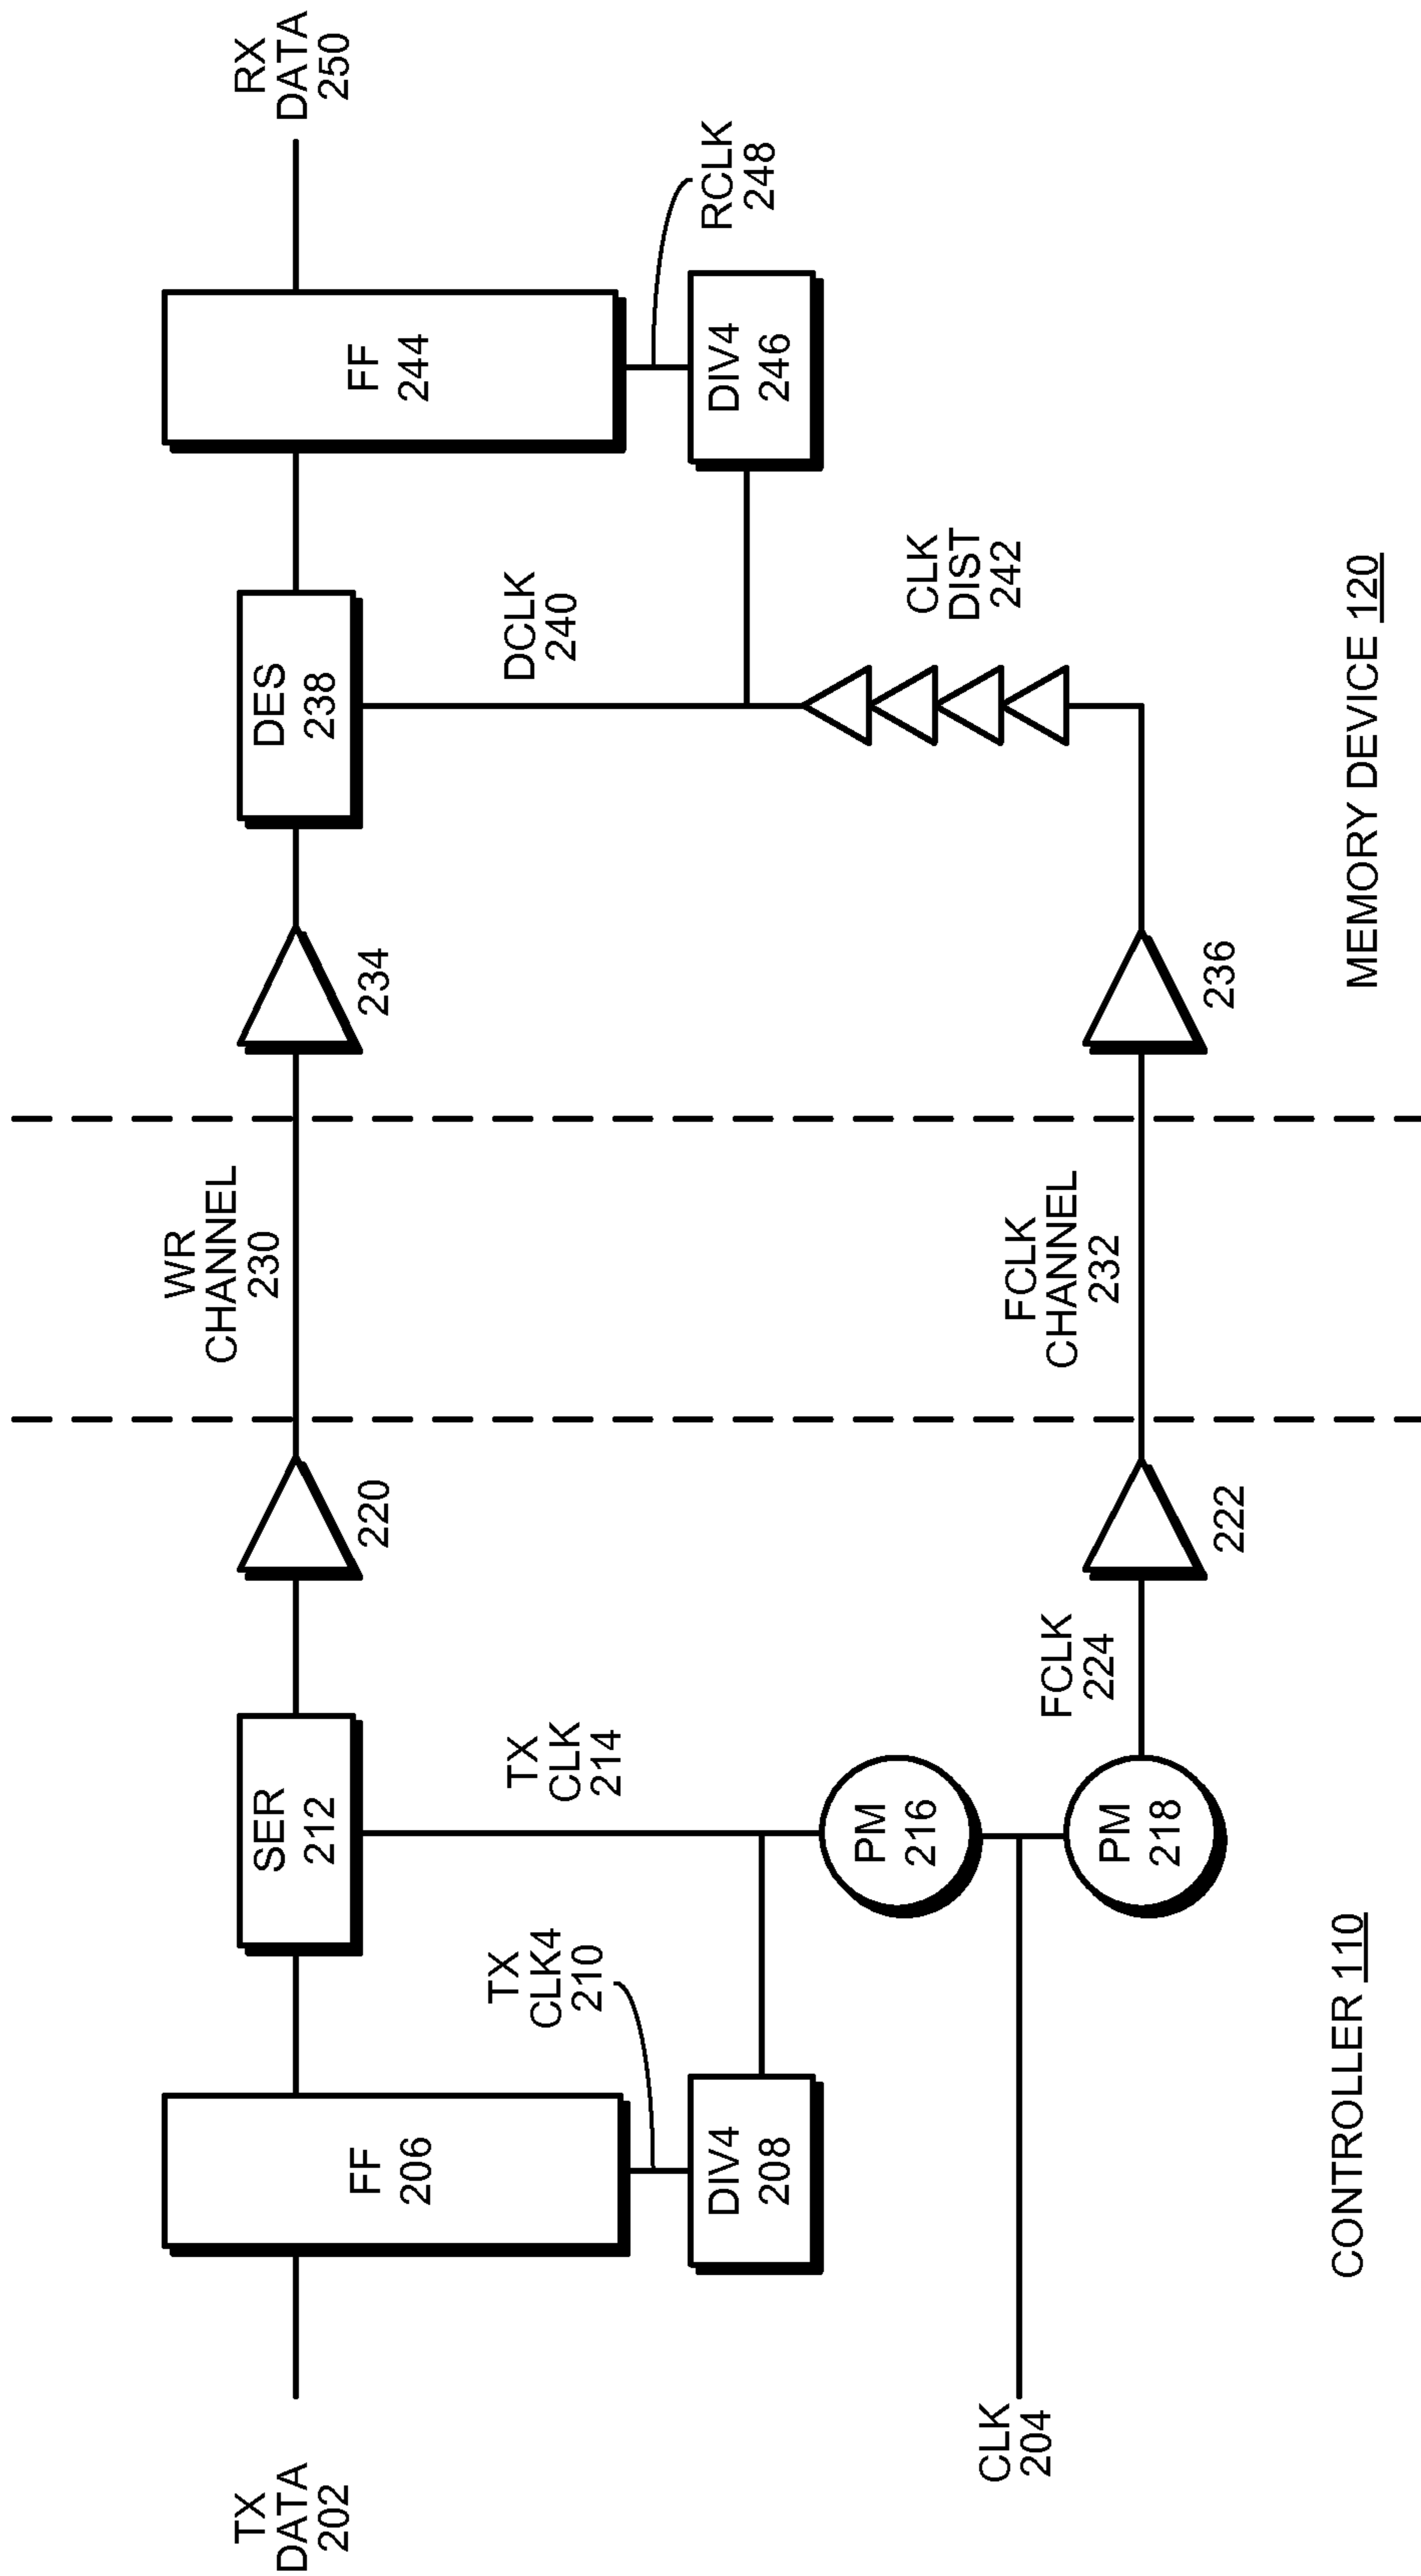 TX
DATA
202
FF
206
TX
CLK4
210
DIV4
208
SER
212
TX
CLK
214
PM
216
PM
218
CLK
204
220
FCLK
224
222
CONTROLLER 110
WR
CHANNEL
230
FCLK
CHANNEL
232
234
236
DES
238
DCLK
240
CLK
DIST
242
FF
244
DIV4
246
RCLK
248
RX
DATA
250
MEMORY DEVICE 120